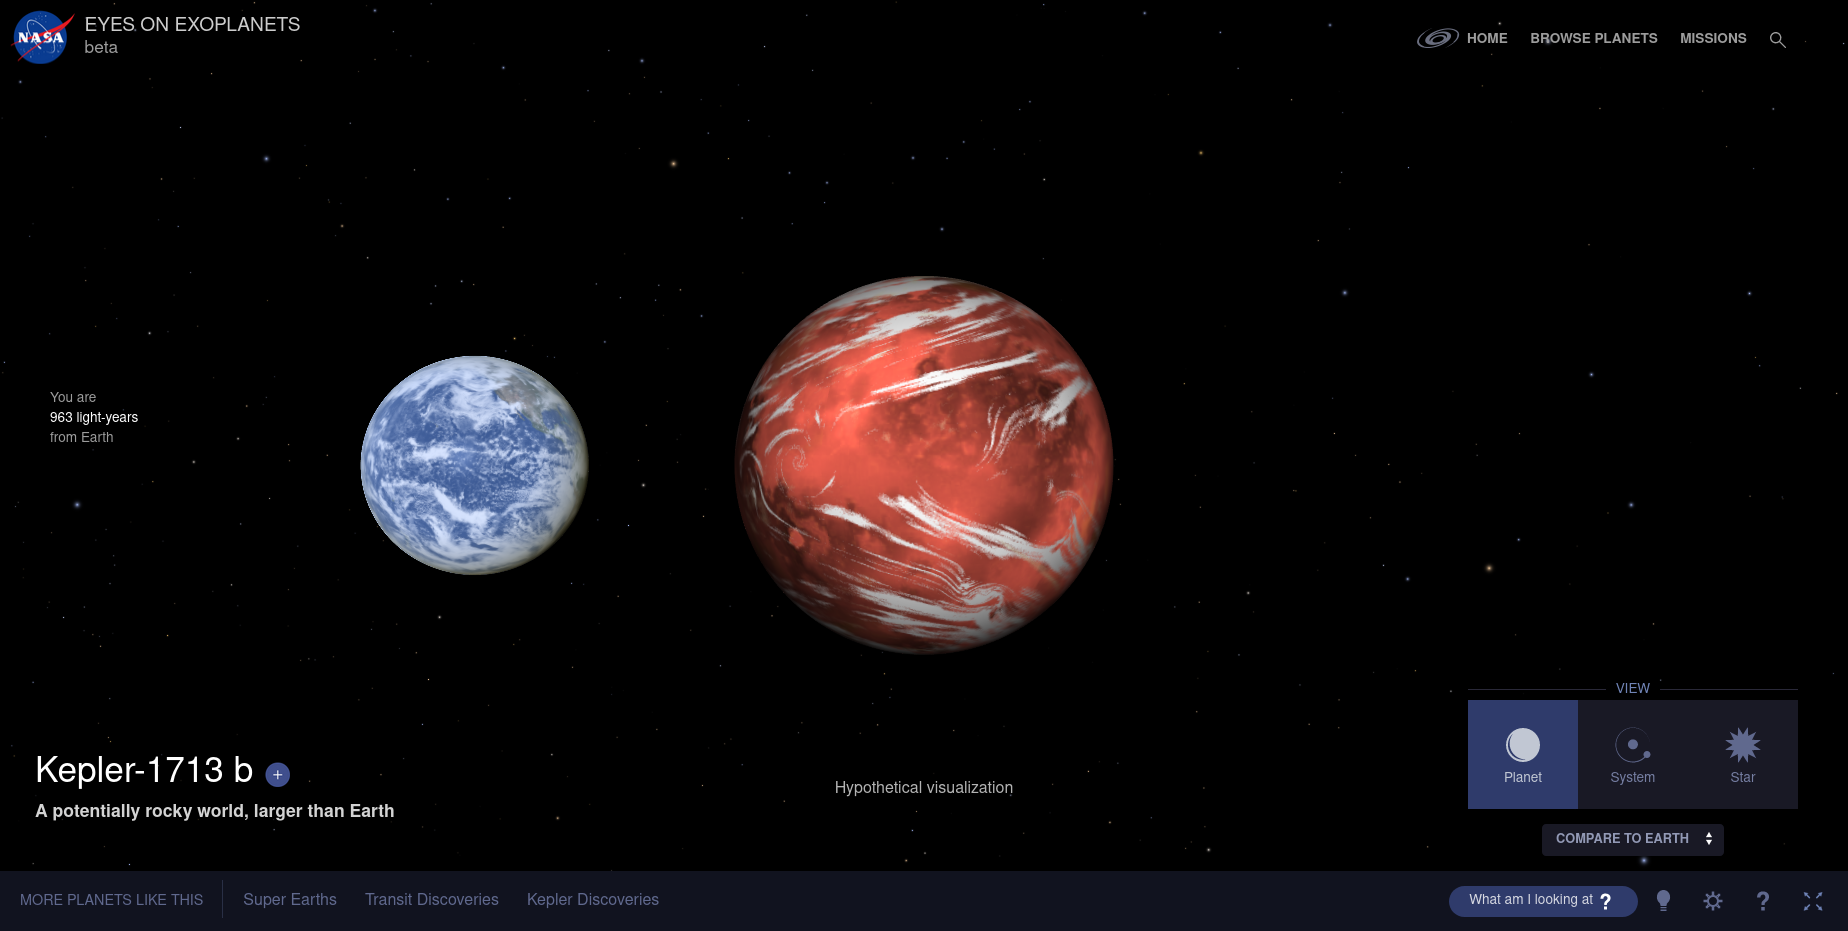 NASA
EYES ON EXOPLANETS
beta
HOME
BROWSE PLANETS
MISSIONS
You are
963 light-years
from Earth
Kepler-1713 b +
A potentially rocky world, larger than Earth
Hypothetical visualization
VIEW
Planet
System
Star
COMPARE TO EARTH
MORE PLANETS LIKE THIS
Super Earths
Transit Discoveries
Kepler Discoveries
What am I looking at ?
?